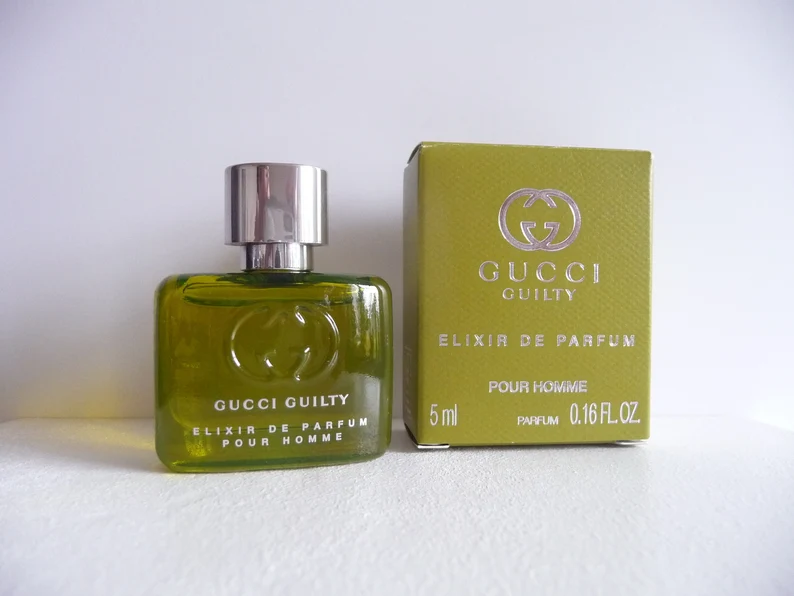 GUCCI GUILTY
ELIXIR DE PARFUM
POUR HOMME
GUCCI
GUILTY
ELIXIR DE PARFUM
POUR HOMME
5 ml PARFUM 0.16 FL.OZ.